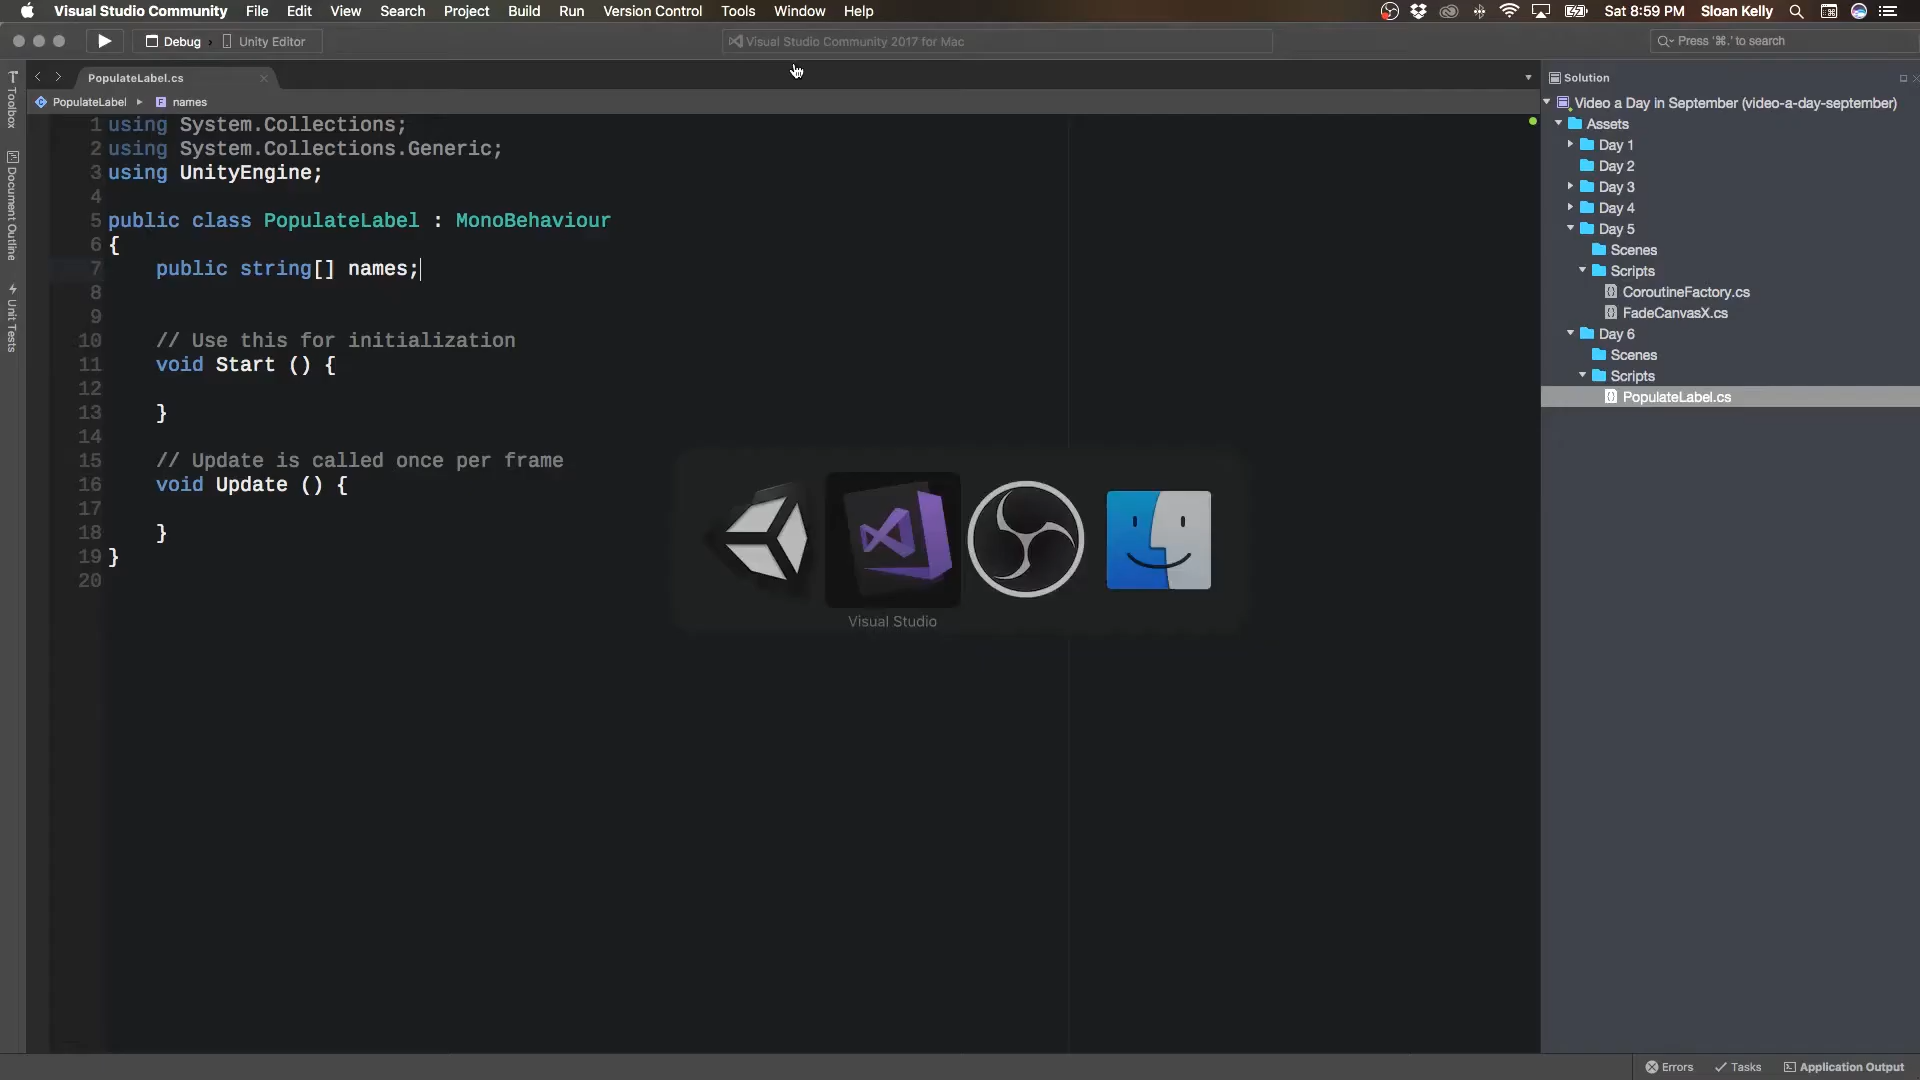 Visual Studio Community File Edit View Search Project Build Run Version Control Tools Window Help Sat 8:59 PM Sloan Kelly
Debug › Unity Editor Visual Studio Community 2017 for Mac Press '⌘.' to search
PopulateLabel.cs
PopulateLabel ▸ names
Toolbox
Document Outline
Unit Tests
1 using System.Collections;
2 using System.Collections.Generic;
3 using UnityEngine;
4
5 public class PopulateLabel : MonoBehaviour
6 {
7 public string[] names;
8
9
10 // Use this for initialization
11 void Start () {
12
13 }
14
15 // Update is called once per frame
16 void Update () {
17
18 }
19 }
20
Visual Studio
Solution
Video a Day in September (video-a-day-september)
Assets
Day 1
Day 2
Day 3
Day 4
Day 5
Scenes
Scripts
CoroutineFactory.cs
FadeCanvasX.cs
Day 6
Scenes
Scripts
PopulateLabel.cs
Errors Tasks Application Output